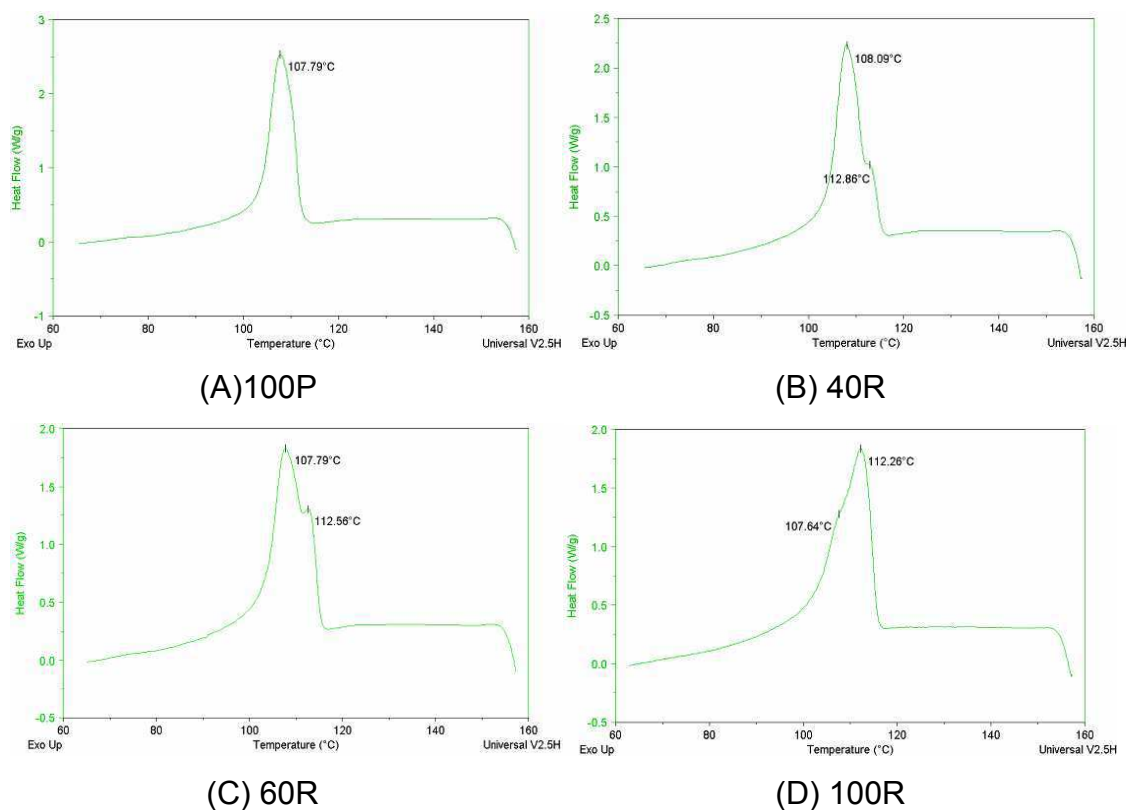 3
2
1
0
-1
Heat Flow (W/g)
107.79°C
60
80
100
120
140
160
Exo Up
Temperature (°C)
Universal V2.5H
(A)100P
2.5
2.0
1.5
1.0
0.5
0.0
-0.5
Heat Flow (W/g)
108.09°C
112.86°C
60
80
100
120
140
160
Exo Up
Temperature (°C)
Universal V2.5H
(B) 40R
2.0
1.5
1.0
0.5
0.0
-0.5
Heat Flow (W/g)
107.79°C
112.56°C
60
80
100
120
140
160
Exo Up
Temperature (°C)
Universal V2.5H
(C) 60R
2.0
1.5
1.0
0.5
0.0
-0.5
Heat Flow (W/g)
112.26°C
107.64°C
60
80
100
120
140
160
Exo Up
Temperature (°C)
Universal V2.5H
(D) 100R